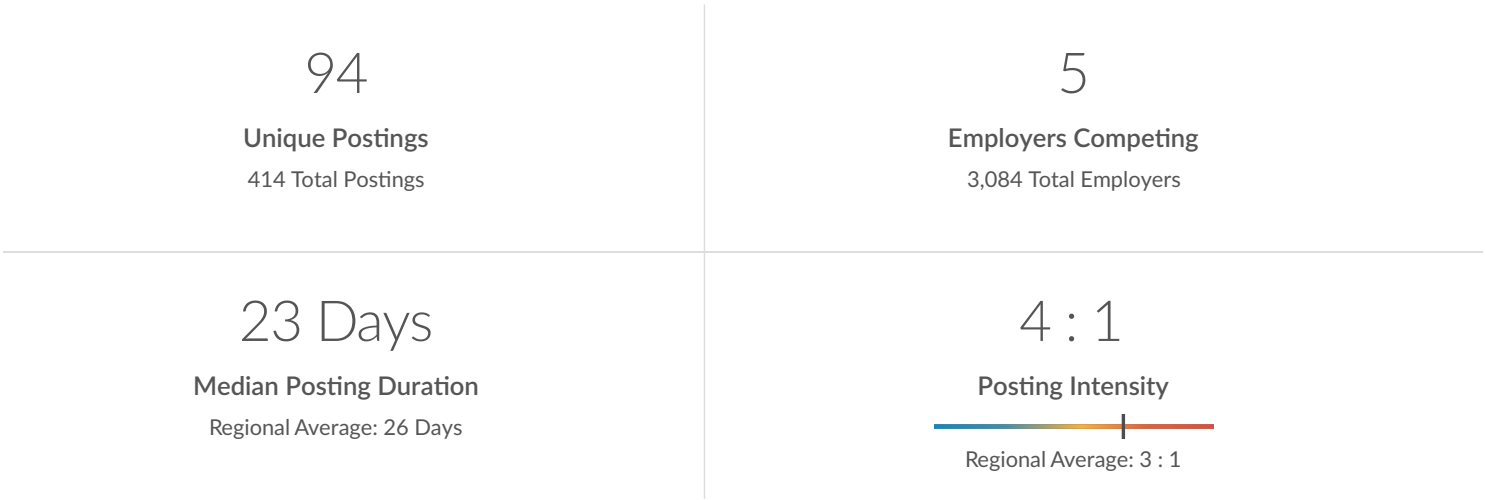 94
Unique Postings
414 Total Postings
5
Employers Competing
3,084 Total Employers
23 Days
Median Posting Duration
Regional Average: 26 Days
4 : 1
Posting Intensity
Regional Average: 3 : 1